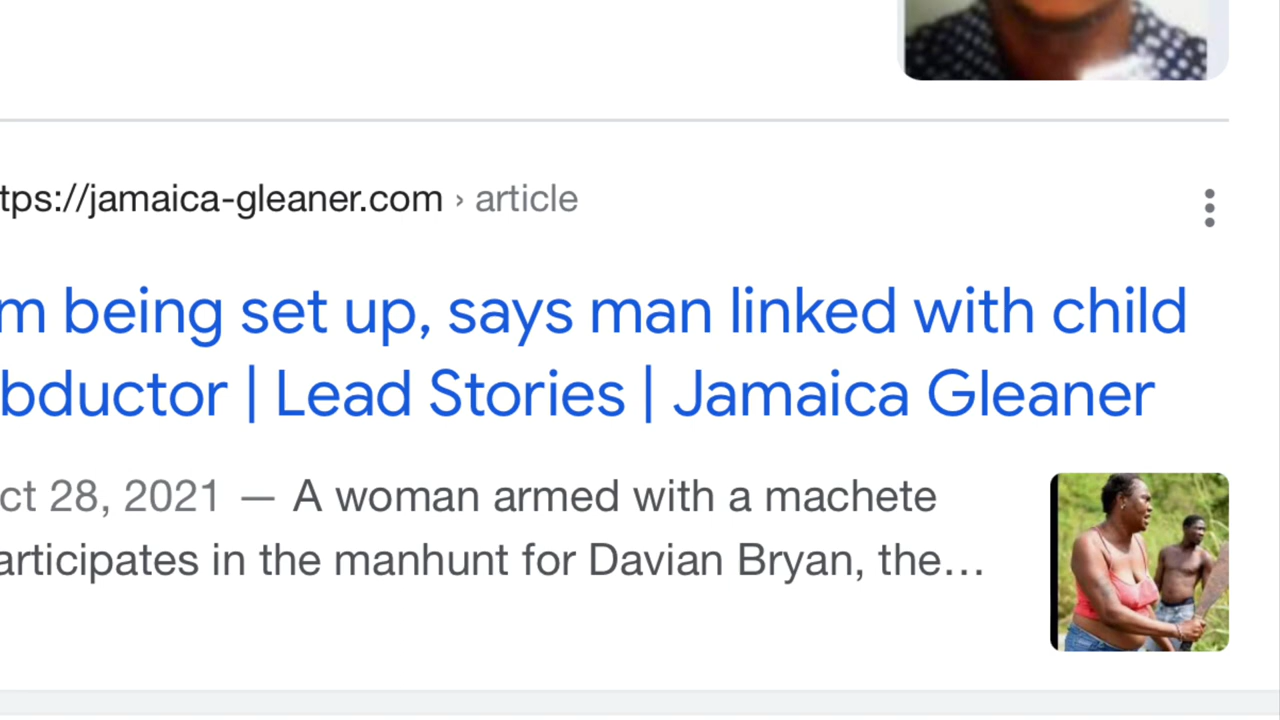 tps://jamaica-gleaner.com › article
m being set up, says man linked with child
bductor | Lead Stories | Jamaica Gleaner
ct 28, 2021 — A woman armed with a machete
articipates in the manhunt for Davian Bryan, the...